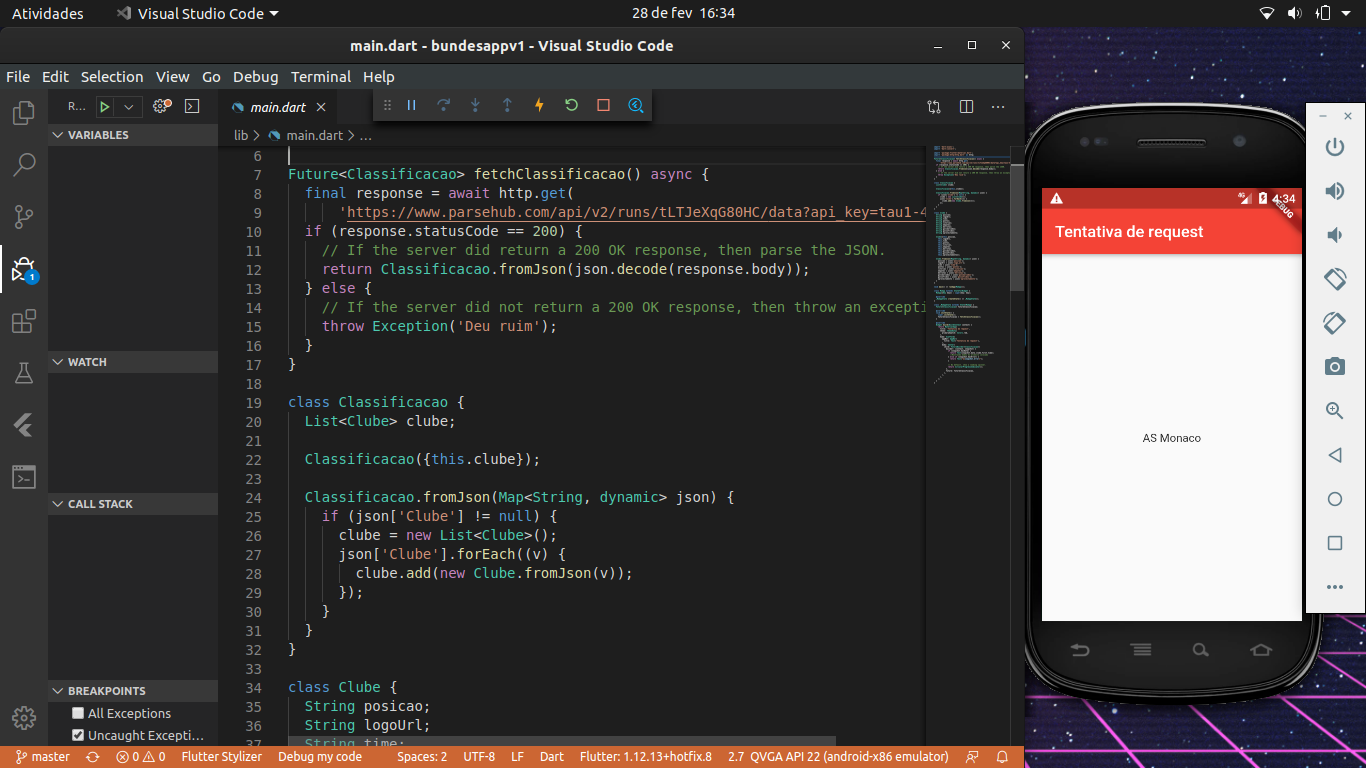 Atividades
Visual Studio Code
28 de fev 16:34
main.dart - bundesappv1 - Visual Studio Code
File Edit Selection View Go Debug Terminal Help
R...
main.dart
lib > main.dart > ...
VARIABLES
WATCH
CALL STACK
BREAKPOINTS
All Exceptions
Uncaught Excepti...
1
6
7 Future<Classificacao> fetchClassificacao() async {
8 final response = await http.get(
9 'https://www.parsehub.com/api/v2/runs/tLTJeXqG80HC/data?api_key=tau1-4
10 if (response.statusCode == 200) {
11 // If the server did return a 200 OK response, then parse the JSON.
12 return Classificacao.fromJson(json.decode(response.body));
13 } else {
14 // If the server did not return a 200 OK response, then throw an excepti
15 throw Exception('Deu ruim');
16 }
17 }
18
19 class Classificacao {
20 List<Clube> clube;
21
22 Classificacao({this.clube});
23
24 Classificacao.fromJson(Map<String, dynamic> json) {
25 if (json['Clube'] != null) {
26 clube = new List<Clube>();
27 json['Clube'].forEach((v) {
28 clube.add(new Clube.fromJson(v));
29 });
30 }
31 }
32 }
33
34 class Clube {
35 String posicao;
36 String logoUrl;
37 String time;
master
0 0
Flutter Stylizer
Debug my code
Spaces: 2
UTF-8
LF
Dart
Flutter: 1.12.13+hotfix.8
2.7
QVGA API 22 (android-x86 emulator)
4G
4:34
DEBUG
Tentativa de request
AS Monaco